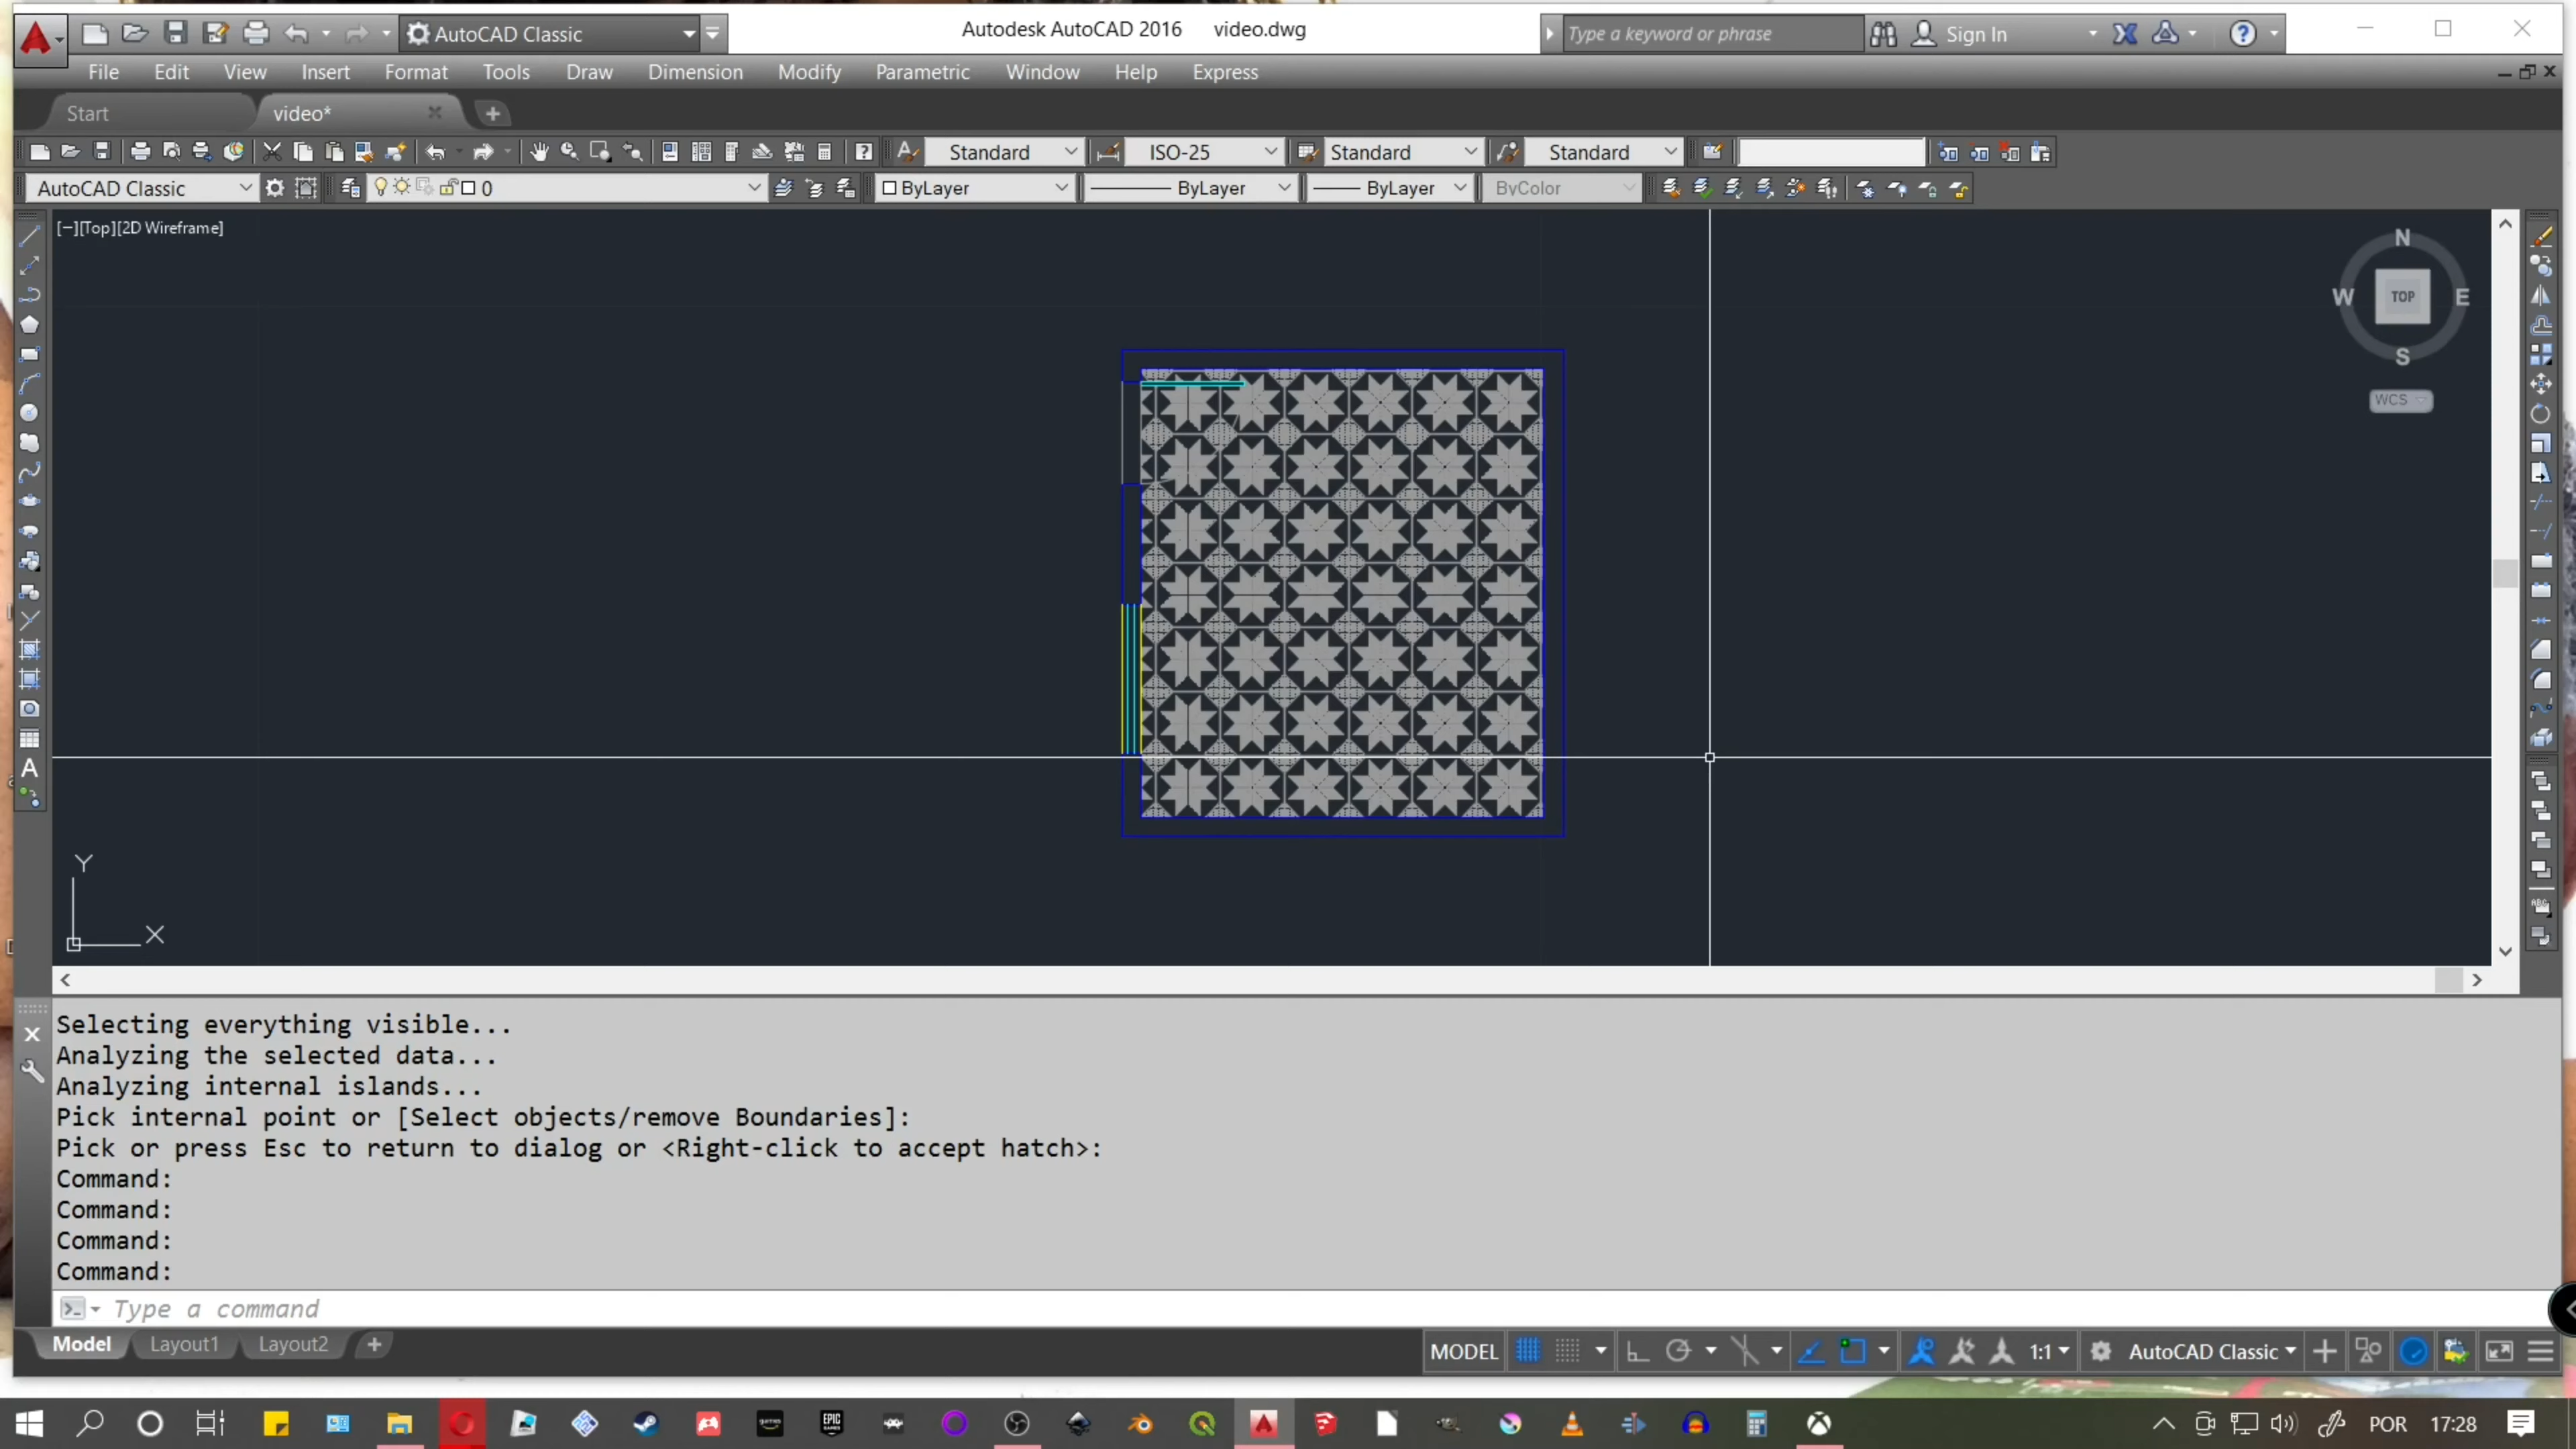 AutoCAD Classic
Autodesk AutoCAD 2016 video.dwg
Type a keyword or phrase
Sign In
File Edit View Insert Format Tools Draw Dimension Modify Parametric Window Help Express
Start video*
Standard ISO-25 Standard Standard
AutoCAD Classic 0 ByLayer ByLayer ByLayer ByColor
[−][Top][2D Wireframe]
N
W TOP E
S
WCS
Y
X
Selecting everything visible...
Analyzing the selected data...
Analyzing internal islands...
Pick internal point or [Select objects/remove Boundaries]:
Pick or press Esc to return to dialog or <Right-click to accept hatch>:
Command:
Command:
Command:
Command:
Type a command
Model Layout1 Layout2
MODEL 1:1 AutoCAD Classic
POR 17:28